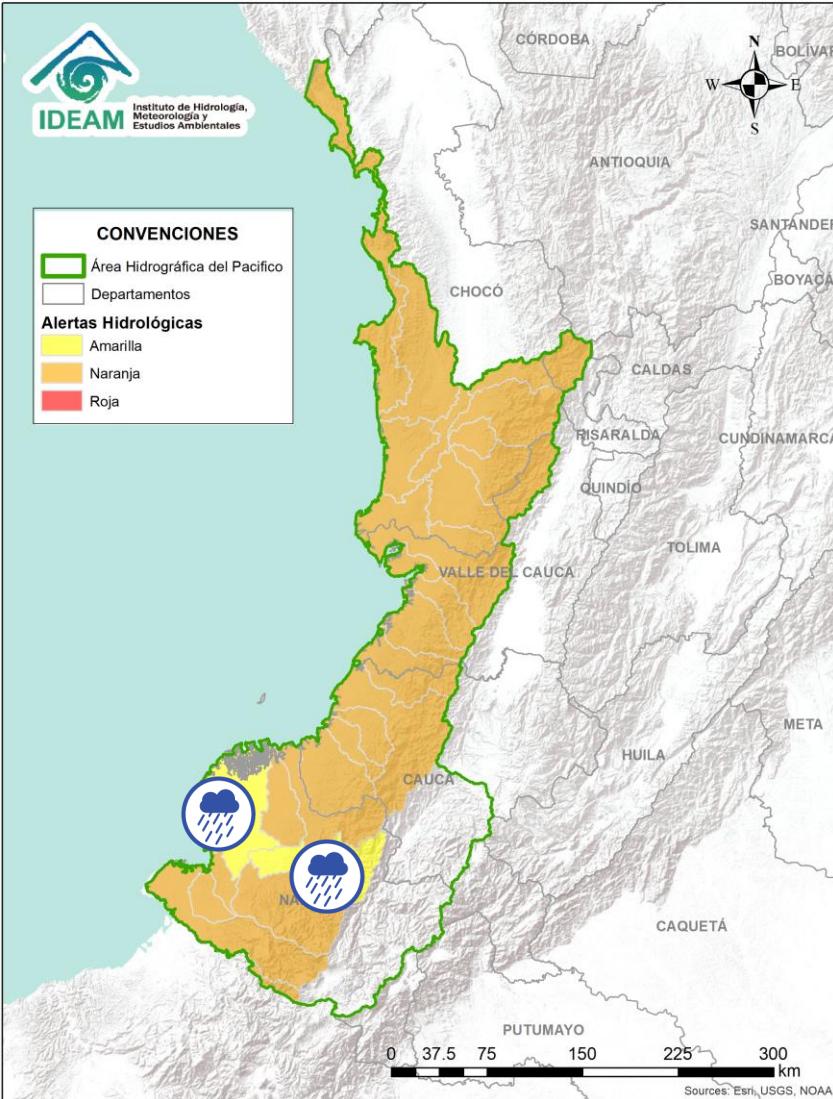 IDEAM
Instituto de Hidrología,
Meteorología y
Estudios Ambientales
N
W
E
S
CÓRDOBA
BOLÍVAR
ANTIOQUIA
SANTANDER
BOYACÁ
CONVENCIONES
Área Hidrográfica del Pacifico
Departamentos
Alertas Hidrológicas
Amarilla
Naranja
Roja
CHOCÓ
CALDAS
RISARALDA
CUNDINAMARCA
QUINDÍO
TOLIMA
VALLE DEL CAUCA
META
HUILA
CAUCA
NA
CAQUETÁ
PUTUMAYO
0 37.5 75 150 225 300
km
Sources: Esri, USGS, NOAA